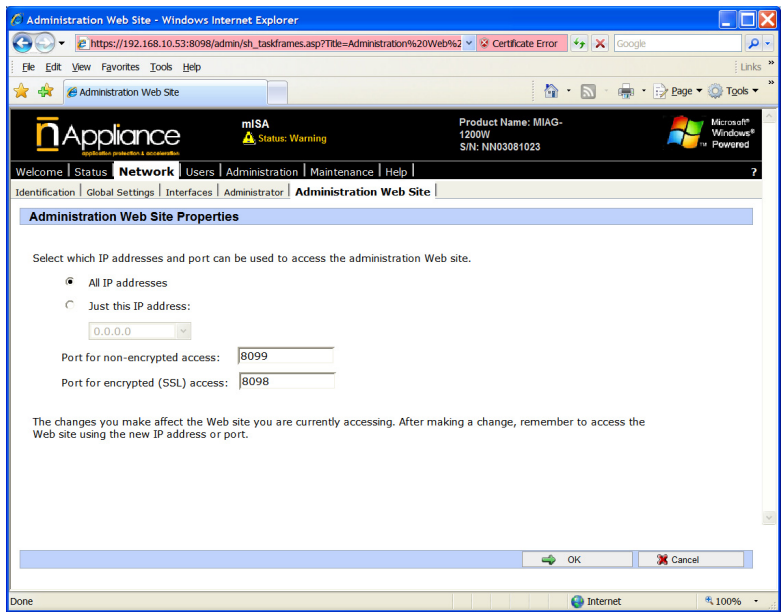 Administration Web Site - Windows Internet Explorer
https://192.168.10.53:8098/admin/sh_taskframes.asp?Title=Administration%20Web%2 Certificate Error Google
File Edit View Favorites Tools Help Links »
Administration Web Site Page Tools »
nAppliance
application protection & acceleration
mISA
Status: Warning
Product Name: MIAG-
1200W
S/N: NN03081023
Microsoft®
Windows®
Powered
TM
Welcome | Status | Network | Users | Administration | Maintenance | Help | ?
Identification | Global Settings | Interfaces | Administrator | Administration Web Site |
Administration Web Site Properties
Select which IP addresses and port can be used to access the administration Web site.
All IP addresses
Just this IP address:
0.0.0.0
Port for non-encrypted access: 8099
Port for encrypted (SSL) access: 8098
The changes you make affect the Web site you are currently accessing. After making a change, remember to access the
Web site using the new IP address or port.
OK Cancel
Done Internet 100%